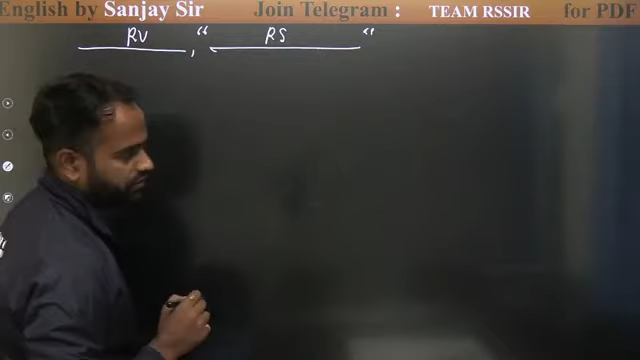 English by Sanjay Sir Join Telegram : TEAM RSSIR for PDF
RV , " RS "